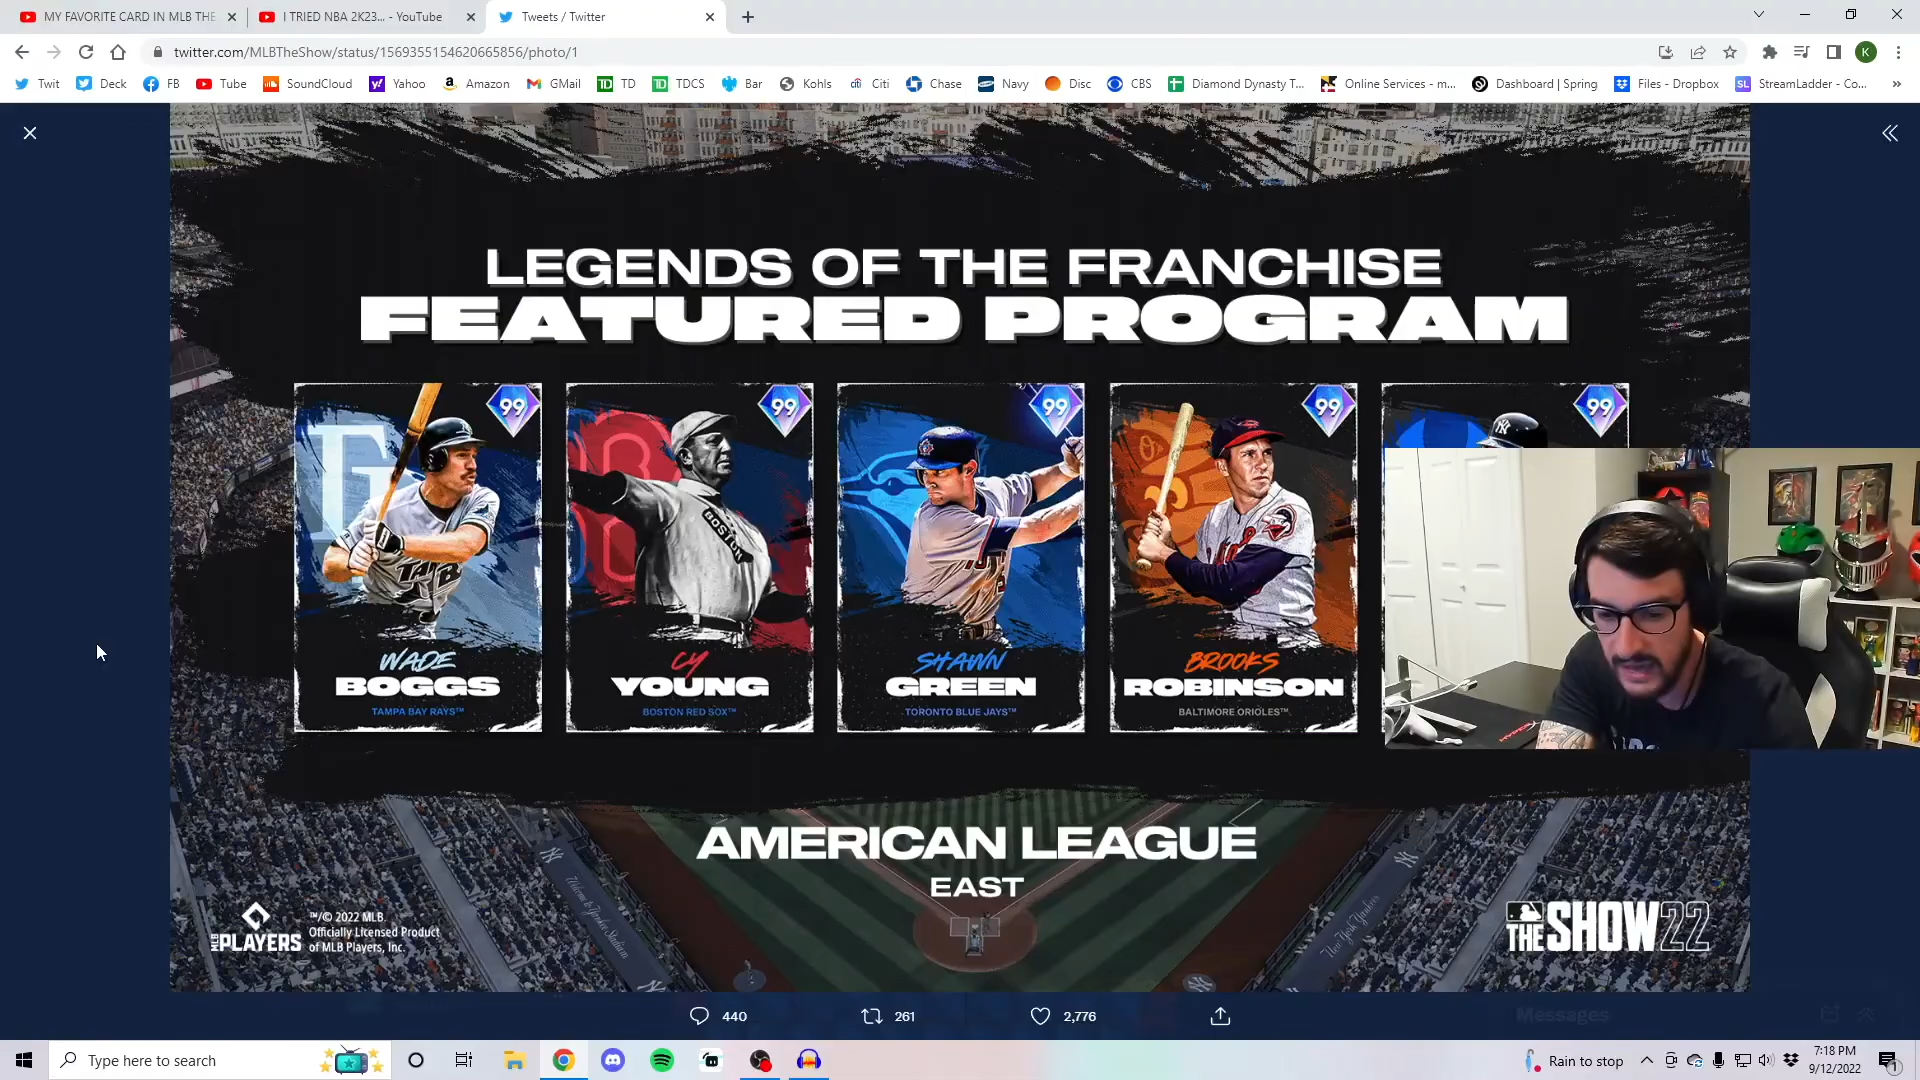 MY FAVORITE CARD IN MLB THE
I TRIED NBA 2K23... - YouTube
Tweets / Twitter
twitter.com/MLBTheShow/status/1569355154620665856/photo/1
K
Twit
Deck
FB
Tube
SoundCloud
Yahoo
Amazon
GMail
TD
TDCS
Bar
Kohls
Citi
Chase
Navy
Disc
CBS
Diamond Dynasty T...
Online Services - m...
Dashboard | Spring
Files - Dropbox
StreamLadder - Co...
LEGENDS OF THE FRANCHISE
FEATURED PROGRAM
99
99
99
99
99
BOSTON
WADE
BOGGS
TAMPA BAY RAYS™
CY
YOUNG
BOSTON RED SOX™
SHAWN
GREEN
TORONTO BLUE JAYS™
BROOKS
ROBINSON
BALTIMORE ORIOLES™
AMERICAN LEAGUE
EAST
MLB PLAYERS
™/© 2022 MLB.
Officially Licensed Product
of MLB Players, Inc.
THE SHOW22
440
261
2,776
Messages
Type here to search
Rain to stop
7:18 PM
9/12/2022
1